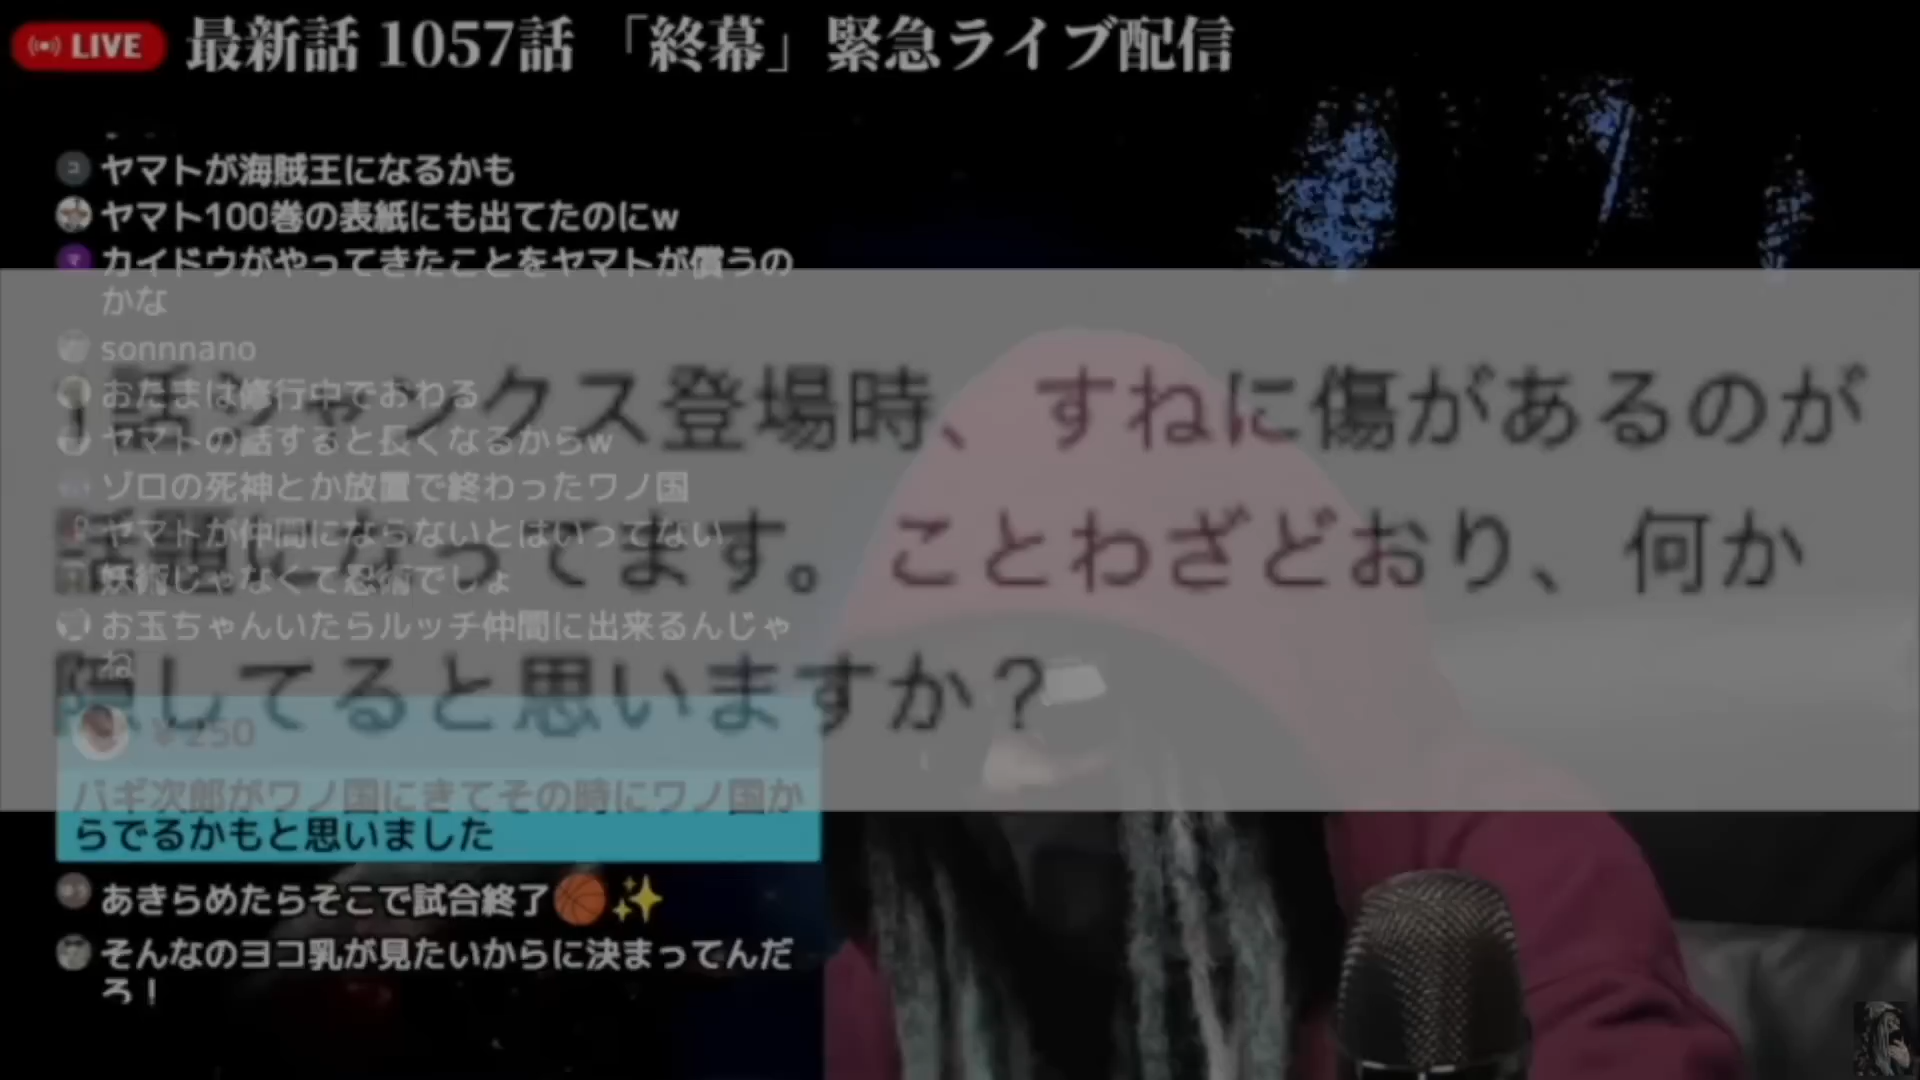 LIVE 最新話 1057話 「終幕」 緊急ライブ配信
コ ヤマトが海賊王になるかも
ヤマト100巻の表紙にも出てたのにw
マ カイドウがやってきたことをヤマトが償うの
かな
sonnnano
おたまは修行中でおわる
ヤマトの話すると長くなるからw
ゾロの死神とか放置で終わったワノ国
ヤマトが仲間にならないとはいってない
妖術じゃなくて忍術でしょ
お玉ちゃんいたらルッチ仲間に出来るんじゃ
ね
1話シャンクス登場時、すねに傷があるのが
話題になってます。ことわざどおり、何か
隠してると思いますか?
¥250
バギ次郎がワノ国にきてその時にワノ国か
らでるかもと思いました
あきらめたらそこで試合終了🏀✨
そんなのヨコ乳が見たいからに決まってんだ
ろ！